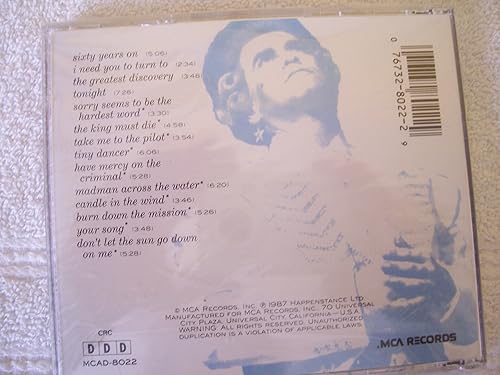 sixty years on (5:06)
i need you to turn to (2:34)
the greatest discovery (3:48)
tonight (7:26)
sorry seems to be the
hardest word* (3:30)
the king must die* (4:58)
take me to the pilot* (3:54)
tiny dancer* (6:06)
have mercy on the
criminal* (5:28)
madman across the water* (6:20)
candle in the wind* (3:46)
burn down the mission* (5:26)
your song* (3:48)
don't let the sun go down
on me* (5:28)
0 76732-8022-2 9
© MCA Records, Inc. ℗ 1987 Happenstance Ltd
Manufactured for MCA Records, Inc. 70 Universal
City Plaza, Universal City, California—U.S.A.
WARNING: All rights reserved. Unauthorized
duplication is a violation of applicable laws.
CRC
DDD
MCAD-8022
.MCA RECORDS